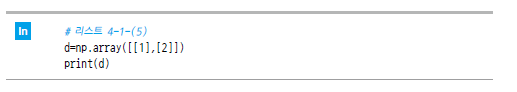 In
# 리스트 4-1-(5)
d=np.array([[1],[2]])
print(d)